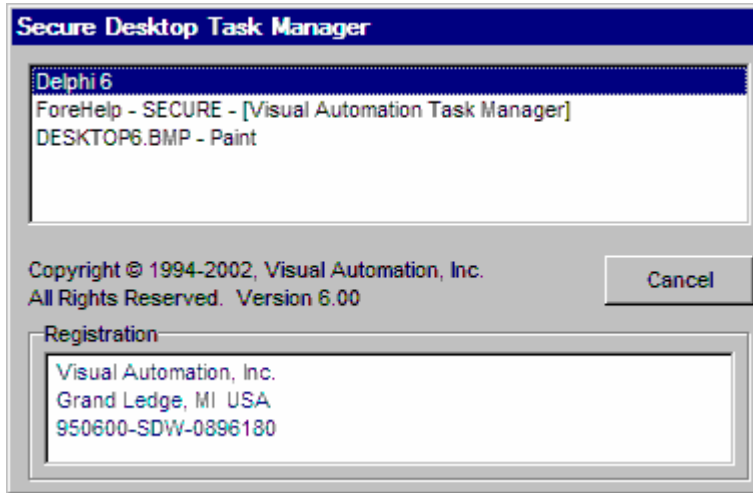 Secure Desktop Task Manager
Delphi 6
ForeHelp - SECURE - [Visual Automation Task Manager]
DESKTOP6.BMP - Paint
Copyright © 1994-2002, Visual Automation, Inc.
All Rights Reserved. Version 6.00
Cancel
Registration
Visual Automation, Inc.
Grand Ledge, MI USA
950600-SDW-0896180